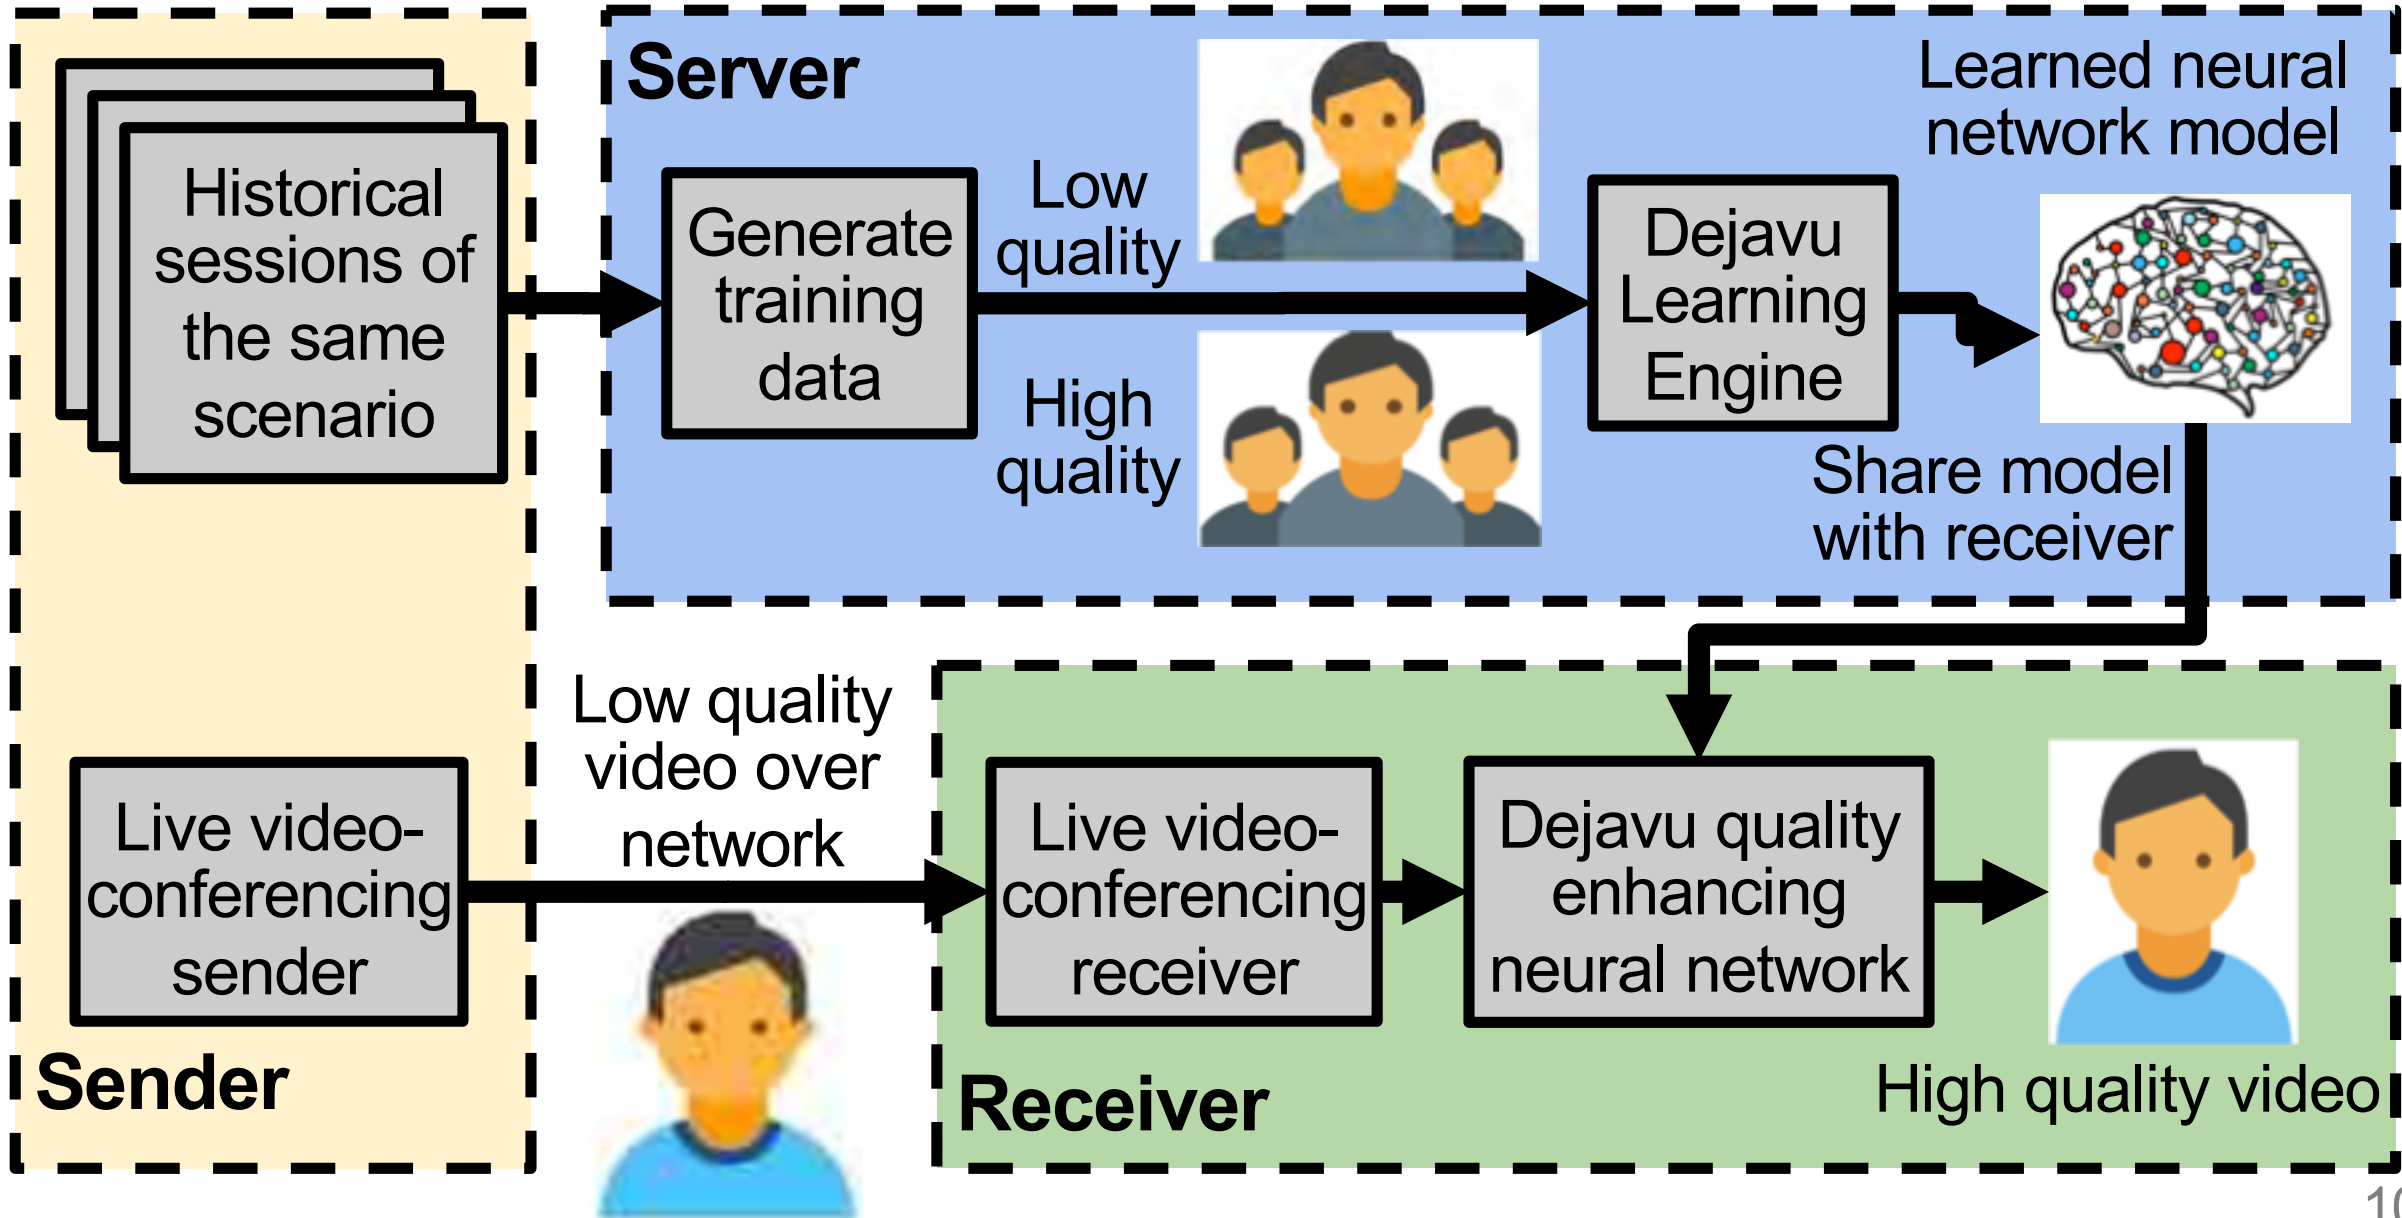 Server
Learned neural
network model
Historical
sessions of
the same
scenario
Generate
training
data
Low
quality
High
quality
Dejavu
Learning
Engine
Share model
with receiver
Low quality
video over
network
Live video-
conferencing
sender
Live video-
conferencing
receiver
Dejavu quality
enhancing
neural network
High quality video
Sender
Receiver